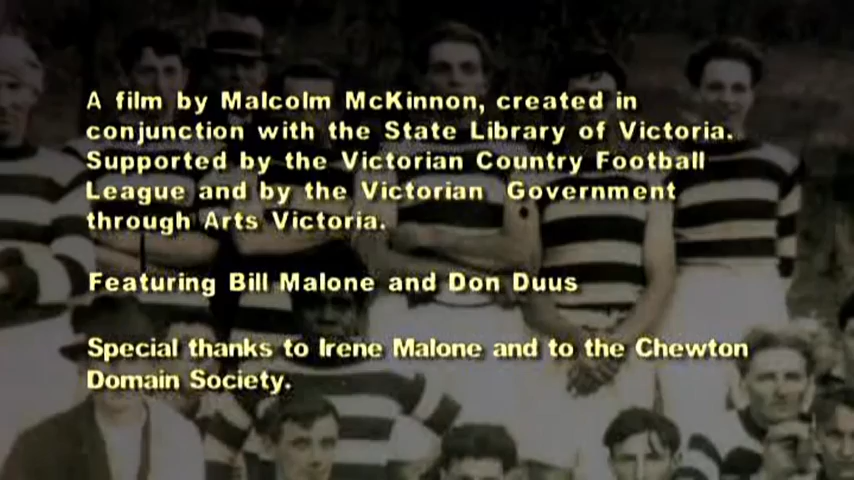 A film by Malcolm McKinnon, created in
conjunction with the State Library of Victoria.
Supported by the Victorian Country Football
League and by the Victorian Government
through Arts Victoria.
Featuring Bill Malone and Don Duus
Special thanks to Irene Malone and to the Chewton
Domain Society.